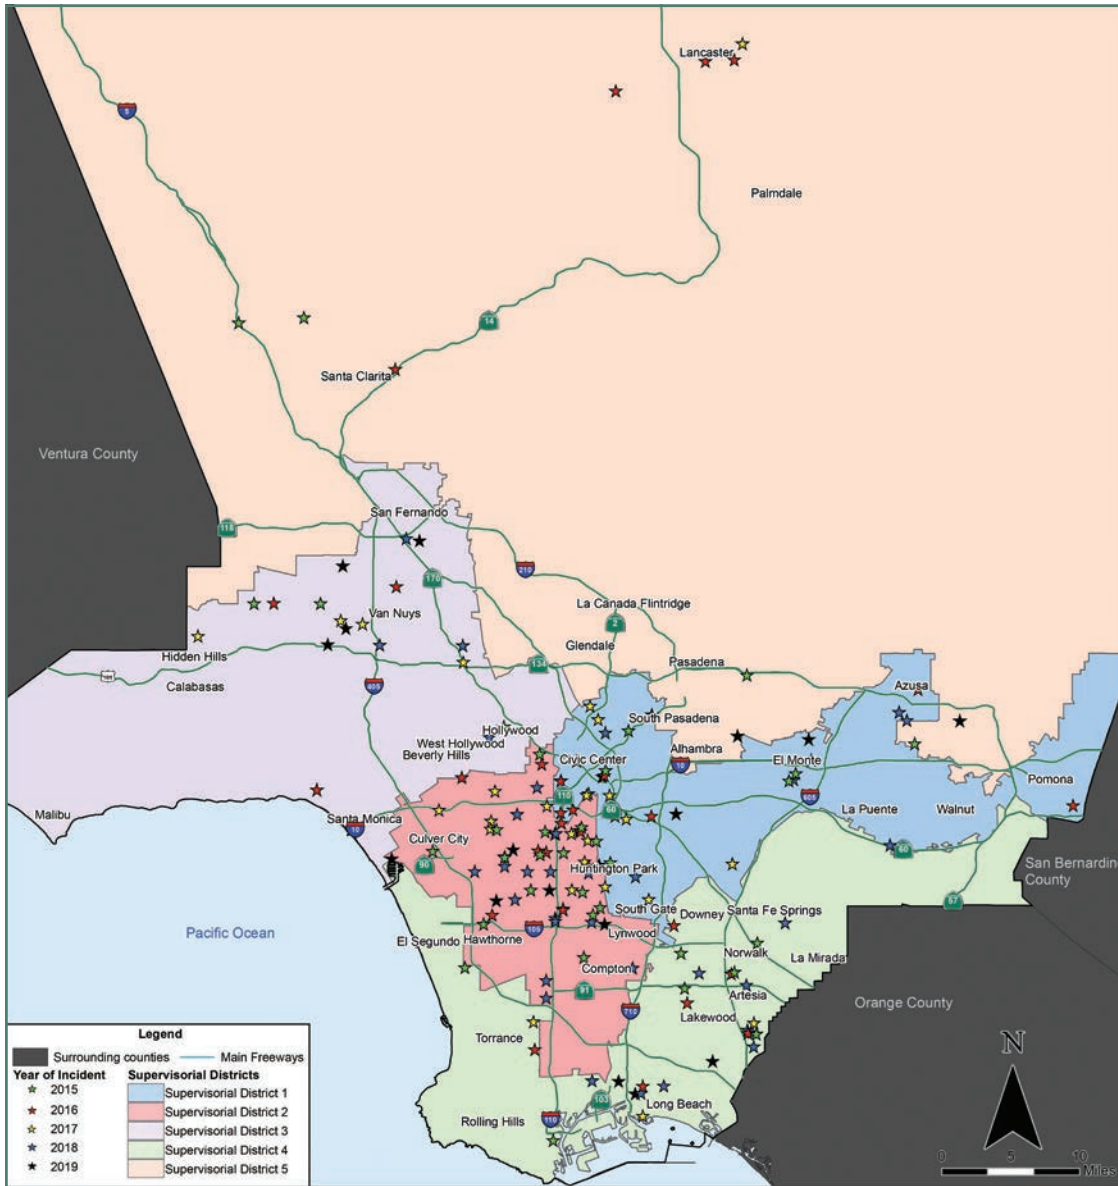 Lancaster
5
Palmdale
14
Santa Clarita
Ventura County
San Fernando
118
210
170
La Canada Flintridge
2
Van Nuys
Glendale
Hidden Hills
134
Pasadena
101
Calabasas
405
Azusa
South Pasadena
Hollywood
West Hollywood
Beverly Hills
Civic Center
Alhambra
10
El Monte
Pomona
110
605
Malibu
Santa Monica
60
La Puente
Walnut
10
Culver City
90
60
Huntington Park
San Bernardino
County
57
South Gate
Downey
Santa Fe Springs
Pacific Ocean
El Segundo
Hawthorne
105
Lynwood
Norwalk
La Mirada
Compton
91
Artesia
Orange County
710
Lakewood
Torrance
103
Long Beach
Rolling Hills
110
N
Legend
Surrounding counties
Main Freeways
Year of Incident
Supervisorial Districts
2015
Supervisorial District 1
2016
Supervisorial District 2
2017
Supervisorial District 3
2018
Supervisorial District 4
2019
Supervisorial District 5
0 5 10
Miles